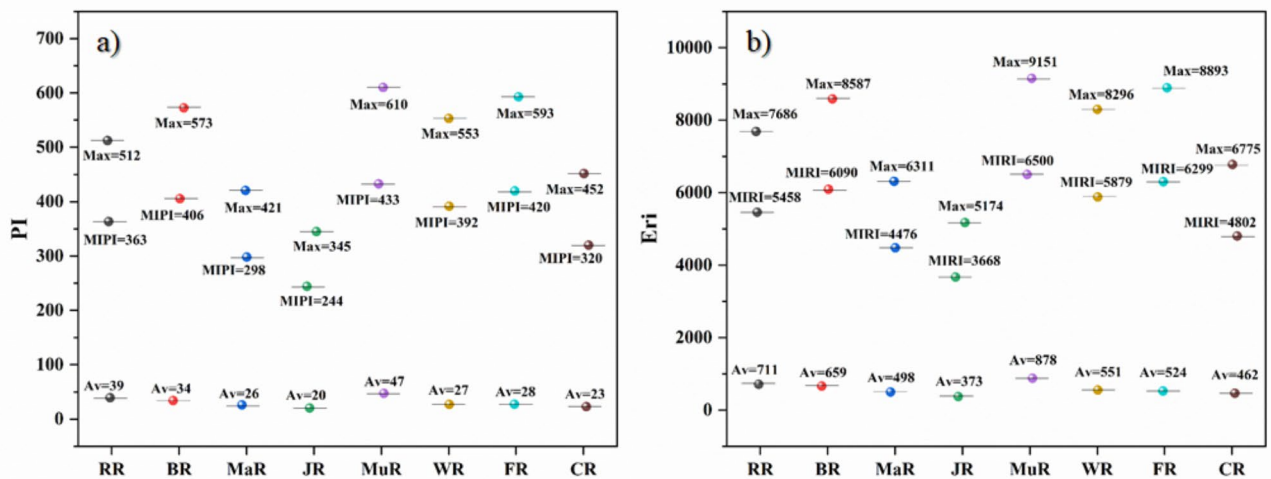 a)
PI
700
600
500
400
300
200
100
0
Max=512
MIPI=363
Av=39
Max=573
MIPI=406
Av=34
Max=421
MIPI=298
Av=26
Max=345
MIPI=244
Av=20
Max=610
MIPI=433
Av=47
Max=553
MIPI=392
Av=27
Max=593
MIPI=420
Av=28
Max=452
MIPI=320
Av=23
RR BR MaR JR MuR WR FR CR
b)
Eri
10000
8000
6000
4000
2000
0
Max=7686
MIRI=5458
Av=711
Max=8587
MIRI=6090
Av=659
Max=6311
MIRI=4476
Av=498
Max=5174
MIRI=3668
Av=373
Max=9151
MIRI=6500
Av=878
Max=8296
MIRI=5879
Av=551
Max=8893
MIRI=6299
Av=524
Max=6775
MIRI=4802
Av=462
RR BR MaR JR MuR WR FR CR